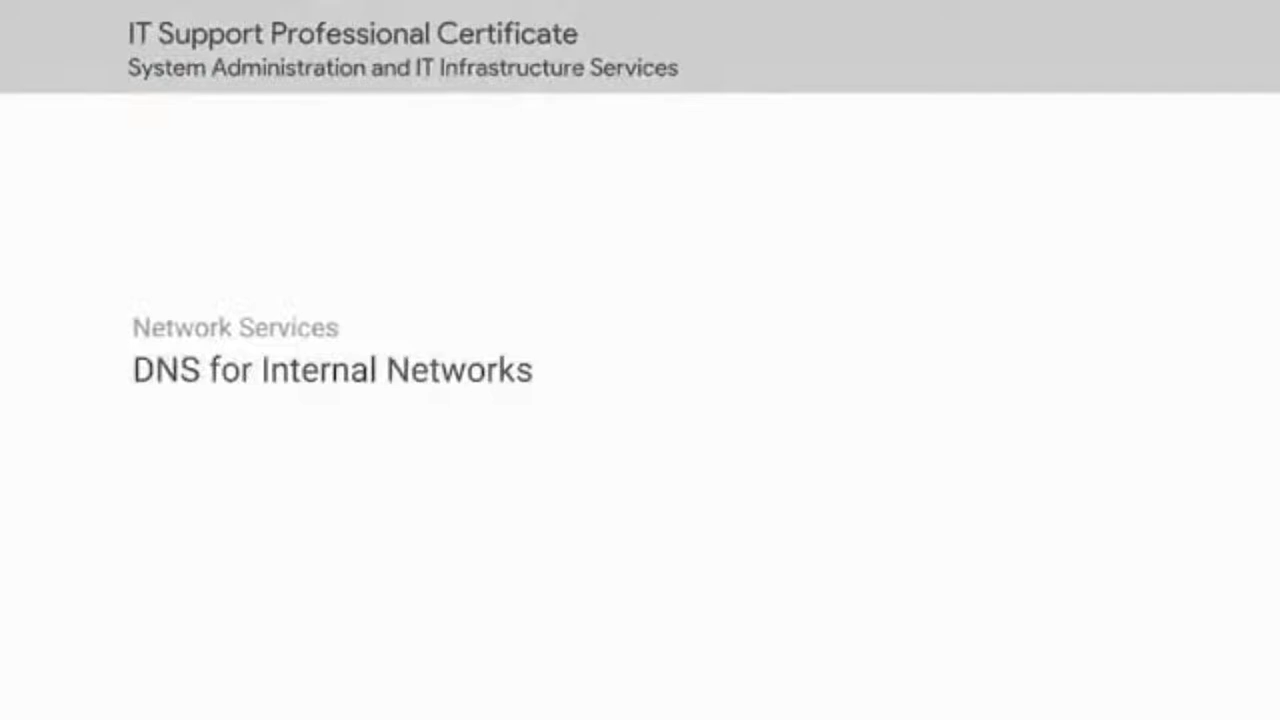 IT Support Professional Certificate
System Administration and IT Infrastructure Services
Network Services
DNS for Internal Networks